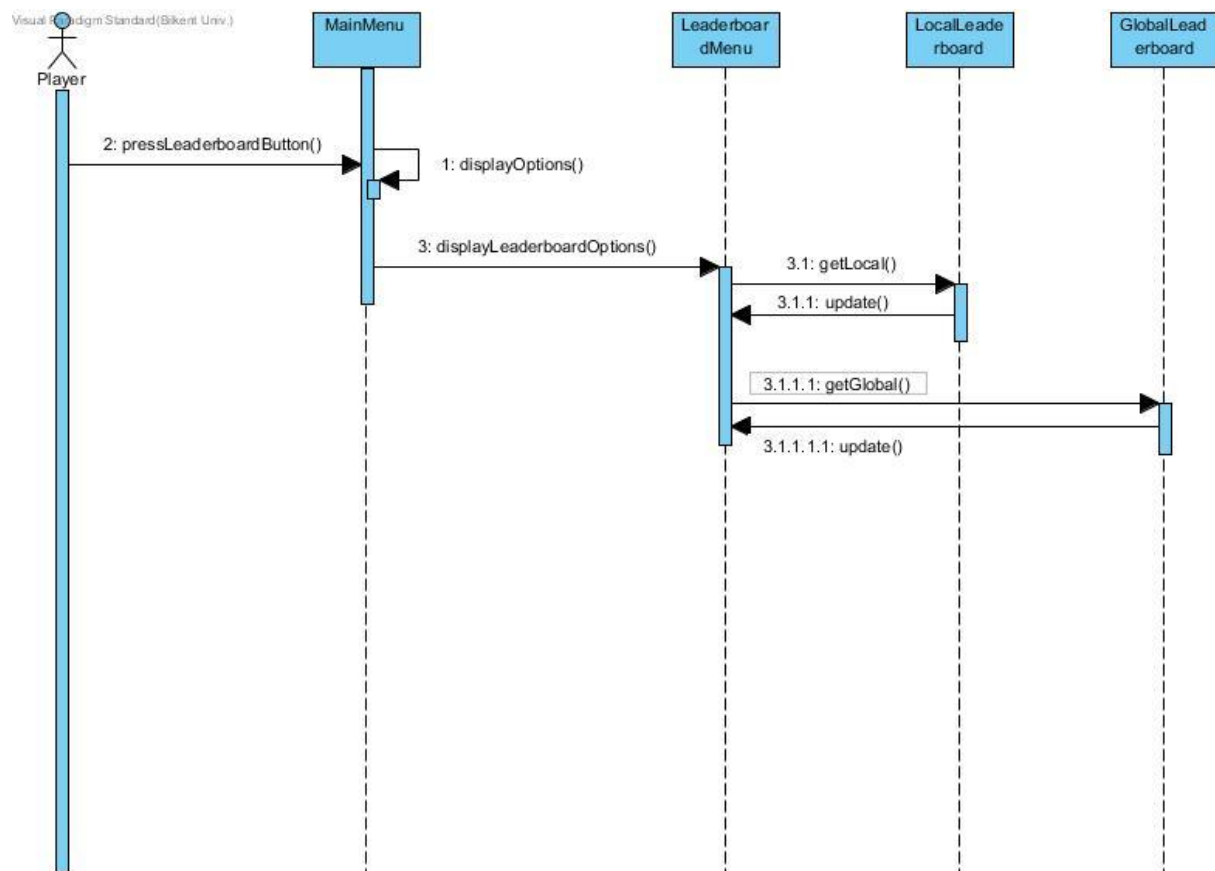 Visual Paradigm Standard(Bilkent Univ.)
Player
MainMenu
Leaderboar
dMenu
LocalLeade
rboard
GlobalLead
erboard
2: pressLeaderboardButton()
1: displayOptions()
3: displayLeaderboardOptions()
3.1: getLocal()
3.1.1: update()
3.1.1.1: getGlobal()
3.1.1.1.1: update()